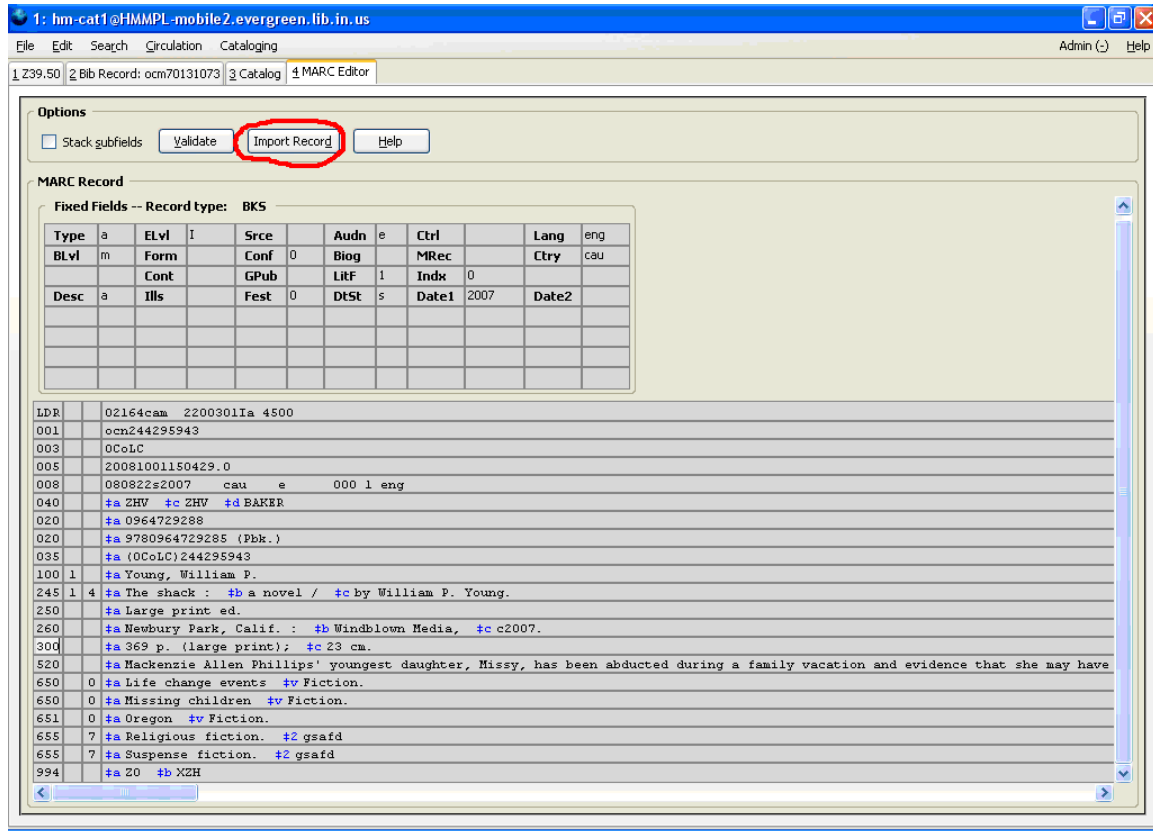 1: hm-cat1@HMMPL-mobile2.evergreen.lib.in.us
File Edit Search Circulation Cataloging Admin (-) Help
1 Z39.50 2 Bib Record: ocm70131073 3 Catalog 4 MARC Editor
Options
Stack subfields Validate Import Record Help
MARC Record
Fixed Fields -- Record type: BKS
Type a ELvl I Srce Audn e Ctrl Lang eng
BLvl m Form Conf 0 Biog MRec Ctry cau
Cont GPub LitF 1 Indx 0
Desc a Ills Fest 0 DtSt s Date1 2007 Date2
LDR 02164cam 2200301Ia 4500
001 ocn244295943
003 OCoLC
005 20081001150429.0
008 080822s2007 cau e 000 1 eng
040 ‡a ZHV ‡c ZHV ‡d BAKER
020 ‡a 0964729288
020 ‡a 9780964729285 (Pbk.)
035 ‡a (OCoLC)244295943
100 1 ‡a Young, William P.
245 1 4 ‡a The shack : ‡b a novel / ‡c by William P. Young.
250 ‡a Large print ed.
260 ‡a Newbury Park, Calif. : ‡b Windblown Media, ‡c c2007.
300 ‡a 369 p. (large print); ‡c 23 cm.
520 ‡a Mackenzie Allen Phillips' youngest daughter, Missy, has been abducted during a family vacation and evidence that she may have
650 0 ‡a Life change events ‡v Fiction.
650 0 ‡a Missing children ‡v Fiction.
651 0 ‡a Oregon ‡v Fiction.
655 7 ‡a Religious fiction. ‡2 gsafd
655 7 ‡a Suspense fiction. ‡2 gsafd
994 ‡a Z0 ‡b XZH